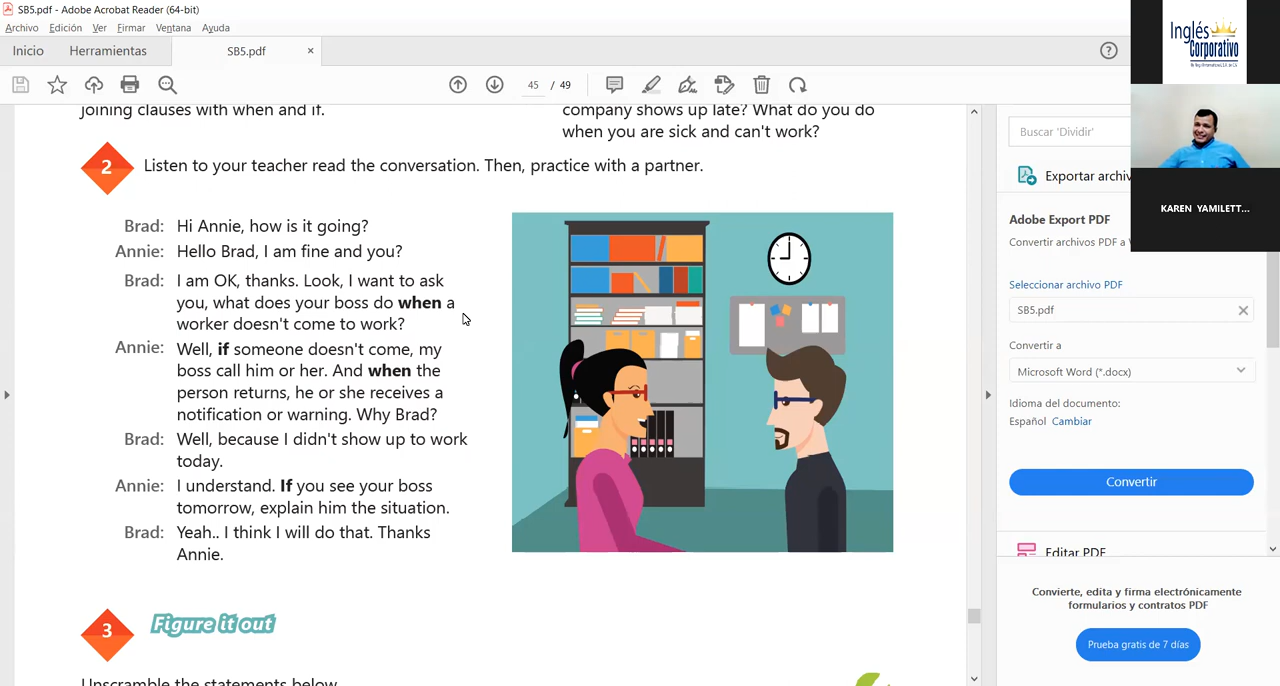 SB5.pdf - Adobe Acrobat Reader (64-bit)
Archivo Edición Ver Firmar Ventana Ayuda
Inicio Herramientas SB5.pdf ×
45 / 49
joining clauses with when and if.
company shows up late? What do you do
when you are sick and can't work?
2 Listen to your teacher read the conversation. Then, practice with a partner.
Brad: Hi Annie, how is it going?
Annie: Hello Brad, I am fine and you?
Brad: I am OK, thanks. Look, I want to ask
you, what does your boss do when a
worker doesn't come to work?
Annie: Well, if someone doesn't come, my
boss call him or her. And when the
person returns, he or she receives a
notification or warning. Why Brad?
Brad: Well, because I didn't show up to work
today.
Annie: I understand. If you see your boss
tomorrow, explain him the situation.
Brad: Yeah.. I think I will do that. Thanks
Annie.
3 Figure it out
Unscramble the statements below
Buscar 'Dividir'
Exportar archiv
Adobe Export PDF
Convertir archivos PDF a
Seleccionar archivo PDF
SB5.pdf
Convertir a
Microsoft Word (*.docx)
Idioma del documento:
Español Cambiar
Convertir
Editar PDF
Convierte, edita y firma electrónicamente
formularios y contratos PDF
Prueba gratis de 7 días
Inglés
Corporativo
KAREN YAMILETT...